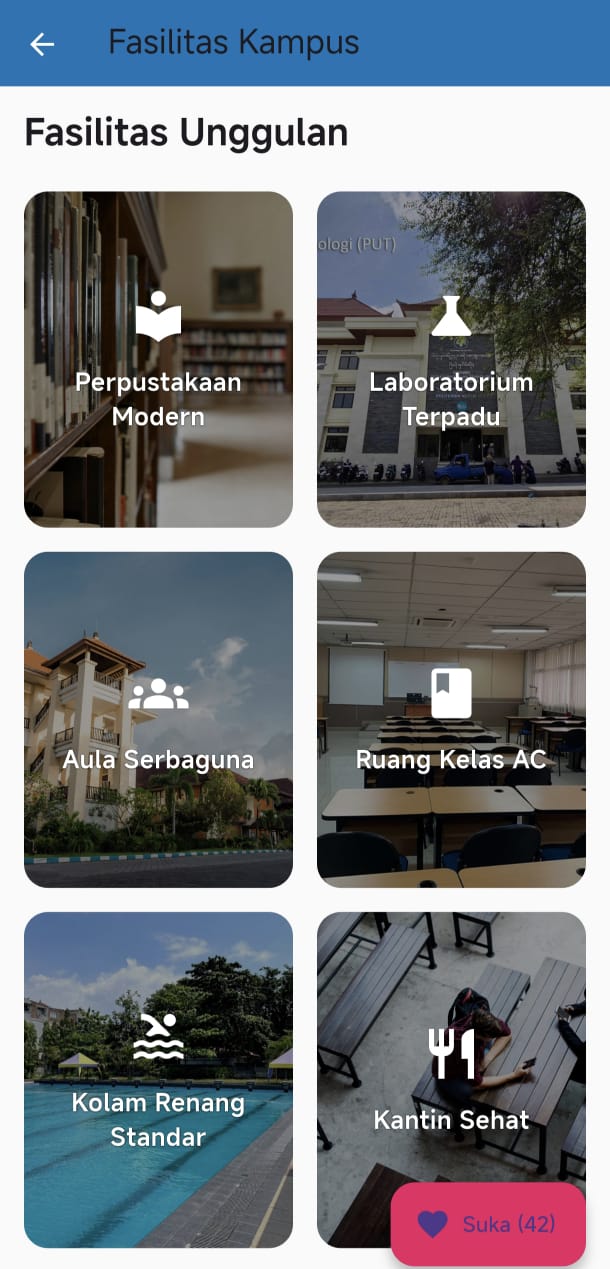 Fasilitas Kampus
Fasilitas Unggulan
Perpustakaan
Modern
ologi (PUT)
Laboratorium
Terpadu
Aula Serbaguna
Ruang Kelas AC
Kolam Renang
Standar
Kantin Sehat
Suka (42)